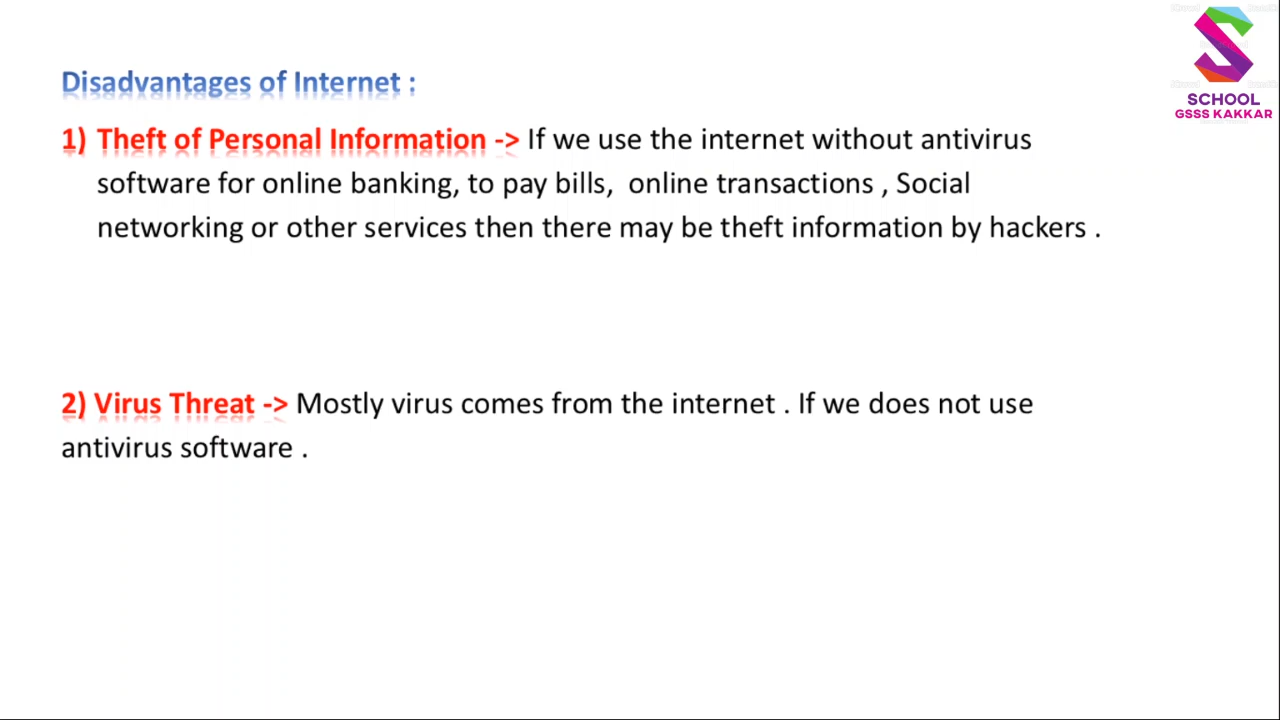 SCHOOL
GSSS KAKKAR
Disadvantages of Internet :
1) Theft of Personal Information -> If we use the internet without antivirus
software for online banking, to pay bills,  online transactions , Social
networking or other services then there may be theft information by hackers .
2) Virus Threat -> Mostly virus comes from the internet . If we does not use
antivirus software .